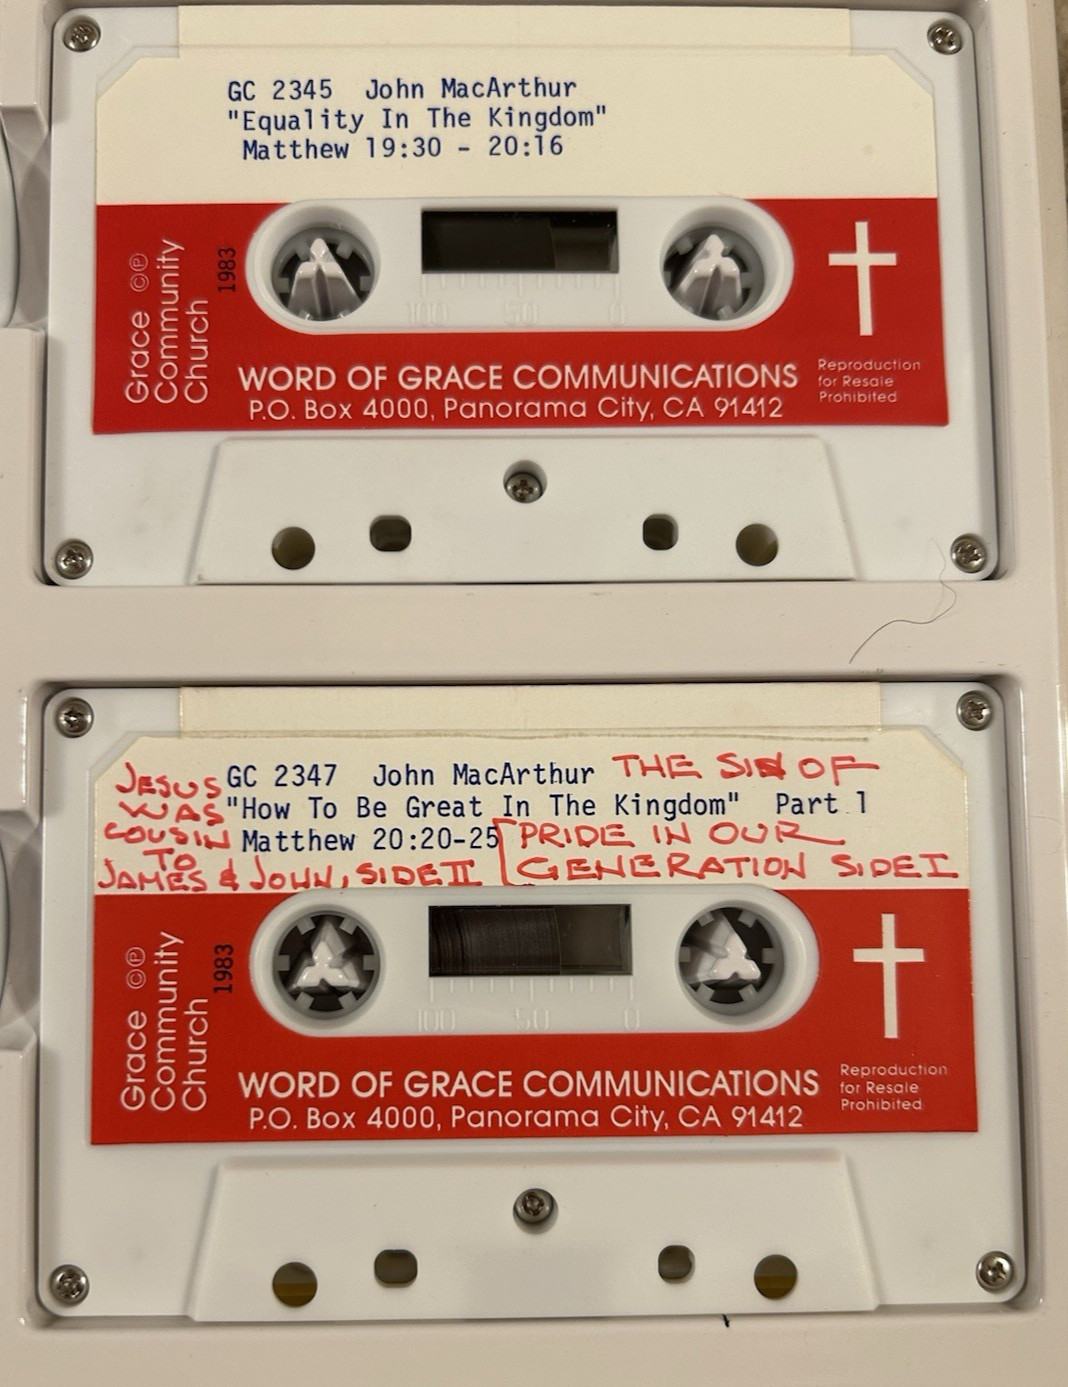 GC 2345 John MacArthur
"Equality In The Kingdom"
Matthew 19:30 - 20:16
Grace ©℗
Community
Church
1983
100 50 0
WORD OF GRACE COMMUNICATIONS
P.O. Box 4000, Panorama City, CA 91412
Reproduction
for Resale
Prohibited
GC 2347 John MacArthur
"How To Be Great In The Kingdom" Part 1
Matthew 20:20-25
JESUS
WAS
COUSIN
TO
JAMES & JOHN, SIDE II
THE SIN OF
PRIDE IN OUR
GENERATION SIDE I
Grace ©℗
Community
Church
1983
100 50 0
WORD OF GRACE COMMUNICATIONS
P.O. Box 4000, Panorama City, CA 91412
Reproduction
for Resale
Prohibited